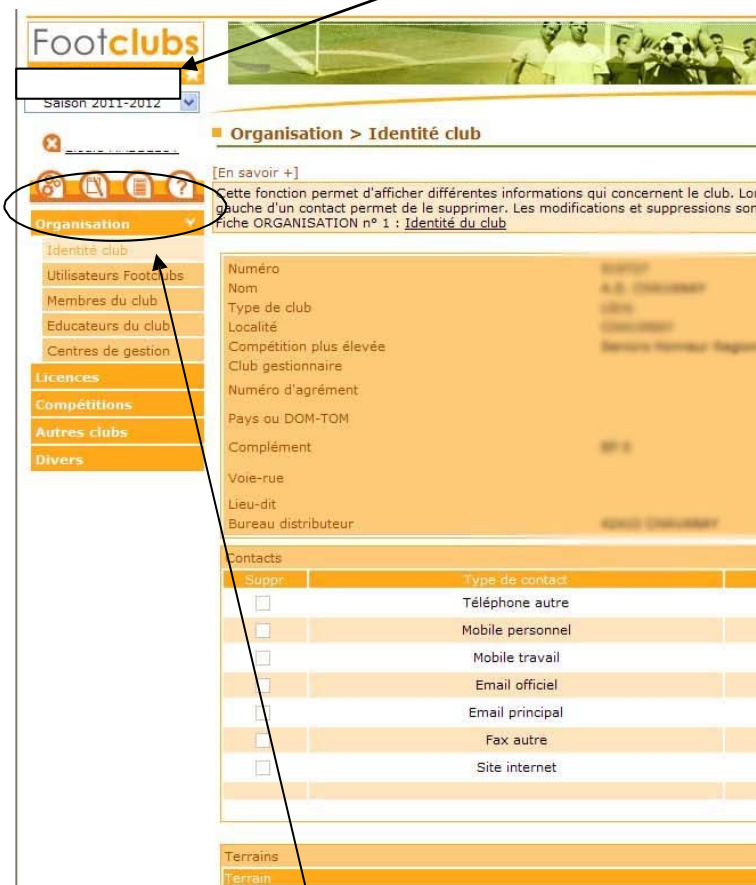 Footclubs
Saison 2011-2012
Organisation > Identité club
[En savoir +]
Cette fonction permet d'afficher différentes informations qui concernent le club.
gauche d'un contact permet de le supprimer. Les modifications et suppressions
Fiche ORGANISATION n° 1 : Identité du club
Organisation
Identité club
Utilisateurs Footclubs
Membres du club
Educateurs du club
Centres de gestion
Licences
Compétitions
Autres clubs
Divers
Numéro
Nom
Type de club
Localité
Compétition plus élevée
Club gestionnaire
Numéro d'agrément
Pays ou DOM-TOM
Complément
Voie-rue
Lieu-dit
Bureau distributeur
Contacts
Suppr Type de contact
Téléphone autre
Mobile personnel
Mobile travail
Email officiel
Email principal
Fax autre
Site internet
Terrains
Terrain